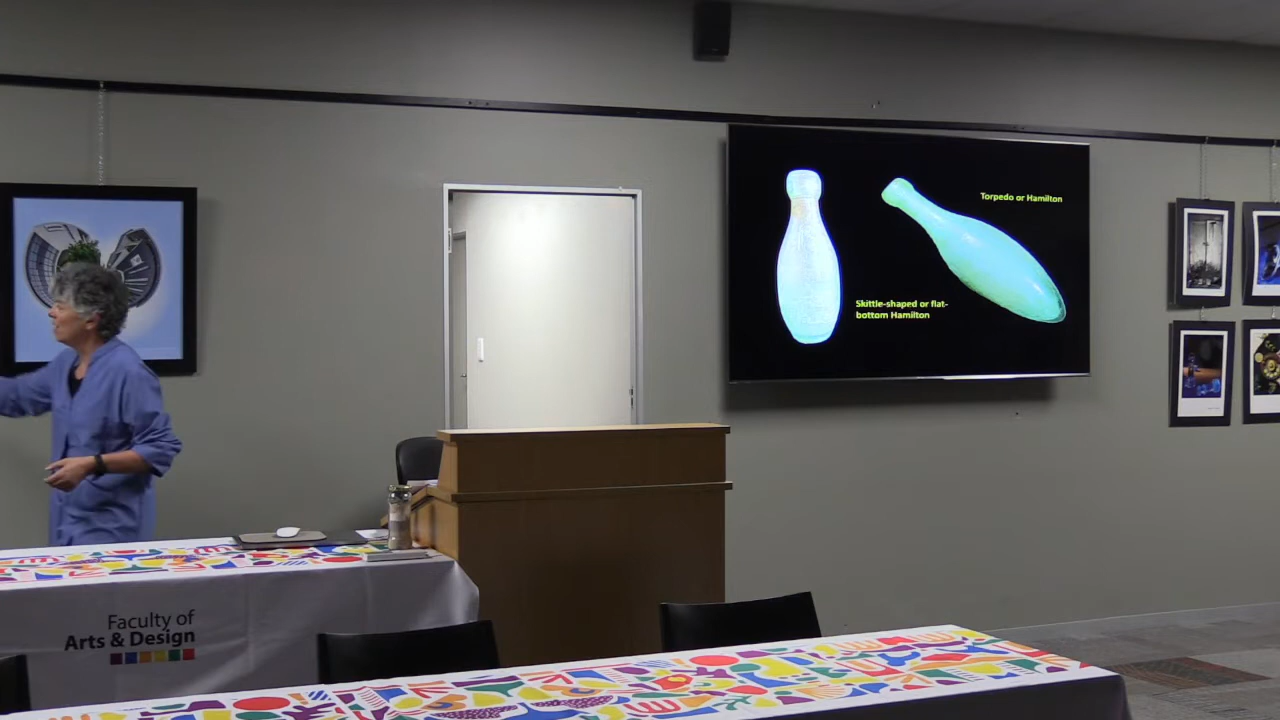 Torpedo or Hamilton
Skittle-shaped or flat-
bottom Hamilton
Faculty of
Arts & Design